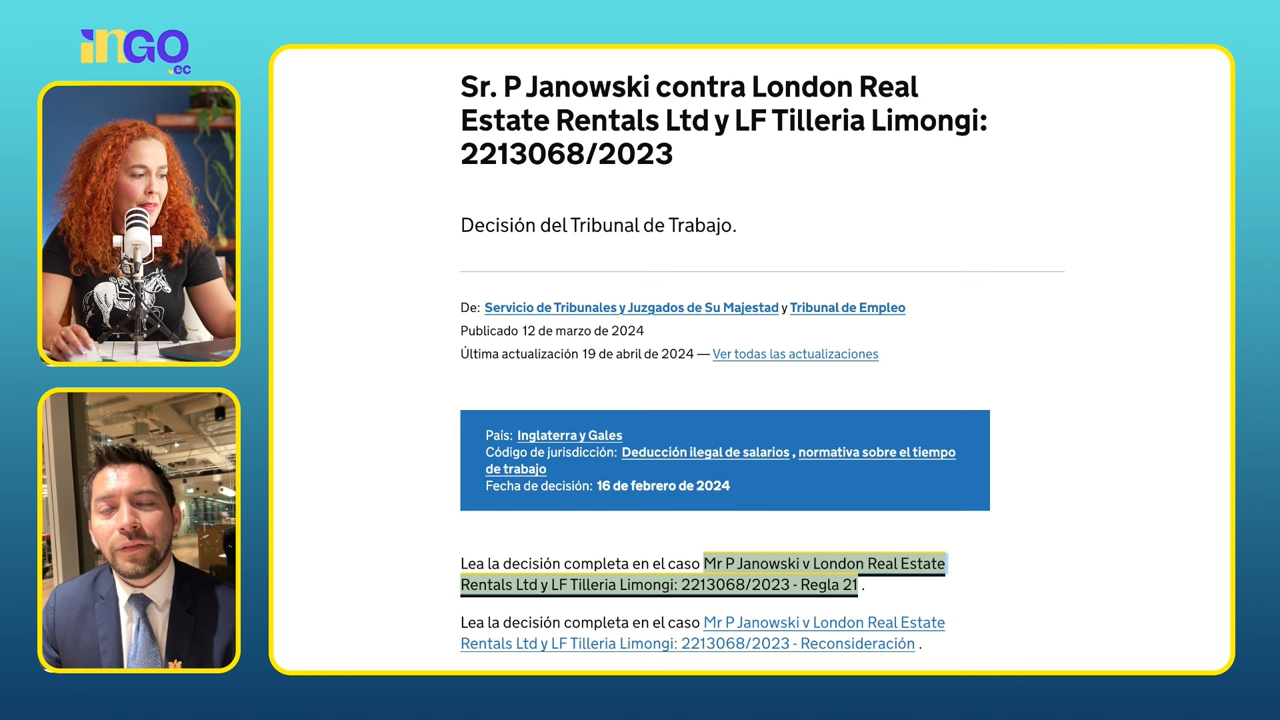 inGO
.ec
Sr. P Janowski contra London Real
Estate Rentals Ltd y LF Tilleria Limongi:
2213068/2023
Decisión del Tribunal de Trabajo.
De: Servicio de Tribunales y Juzgados de Su Majestad y Tribunal de Empleo
Publicado 12 de marzo de 2024
Última actualización 19 de abril de 2024 — Ver todas las actualizaciones
País: Inglaterra y Gales
Código de jurisdicción: Deducción ilegal de salarios , normativa sobre el tiempo
de trabajo
Fecha de decisión: 16 de febrero de 2024
Lea la decisión completa en el caso Mr P Janowski v London Real Estate
Rentals Ltd y LF Tilleria Limongi: 2213068/2023 - Regla 21 .
Lea la decisión completa en el caso Mr P Janowski v London Real Estate
Rentals Ltd y LF Tilleria Limongi: 2213068/2023 - Reconsideración .